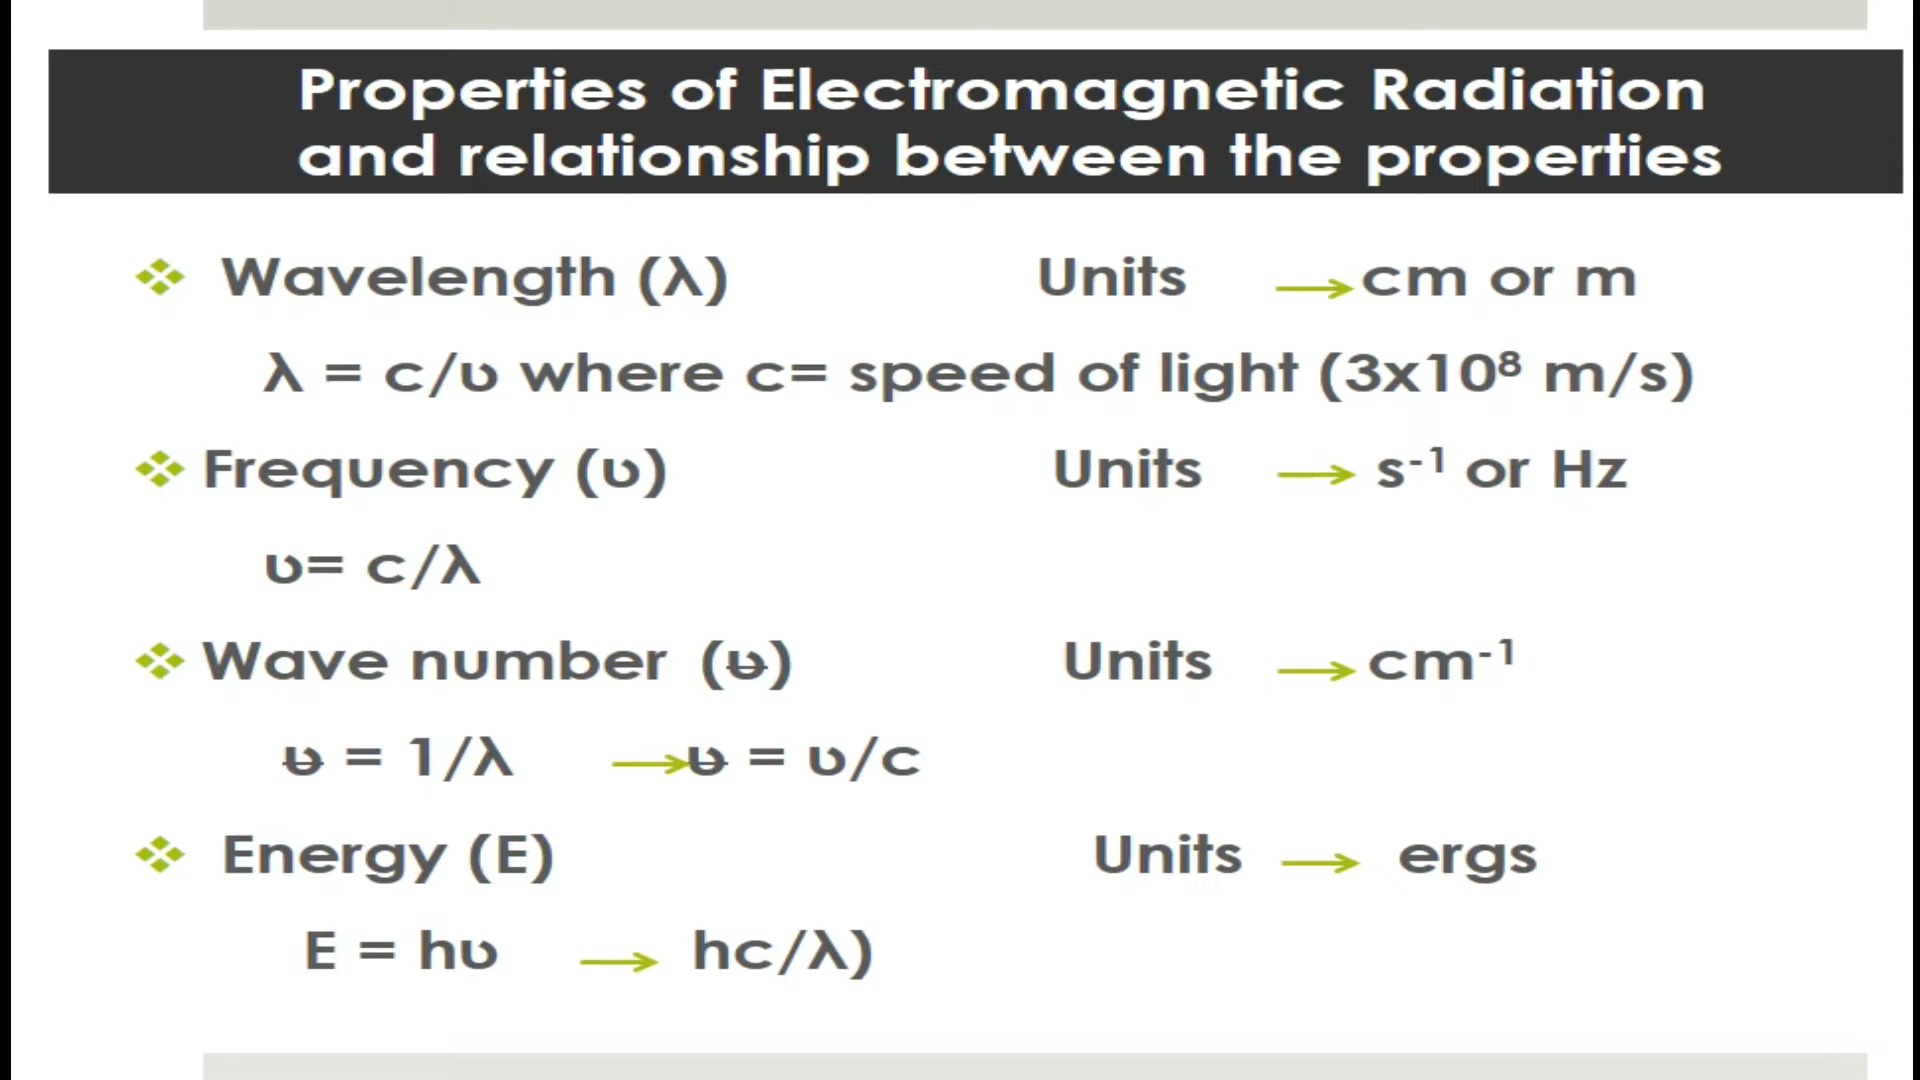 Properties of Electromagnetic Radiation
and relationship between the properties
Wavelength (λ) Units → cm or m
λ = c/υ where c= speed of light (3x10⁸ m/s)
Frequency (υ) Units → s⁻¹ or Hz
υ= c/λ
Wave number (υ̶) Units → cm⁻¹
υ̶ = 1/λ → υ̶ = υ/c
Energy (E) Units → ergs
E = hυ → hc/λ)